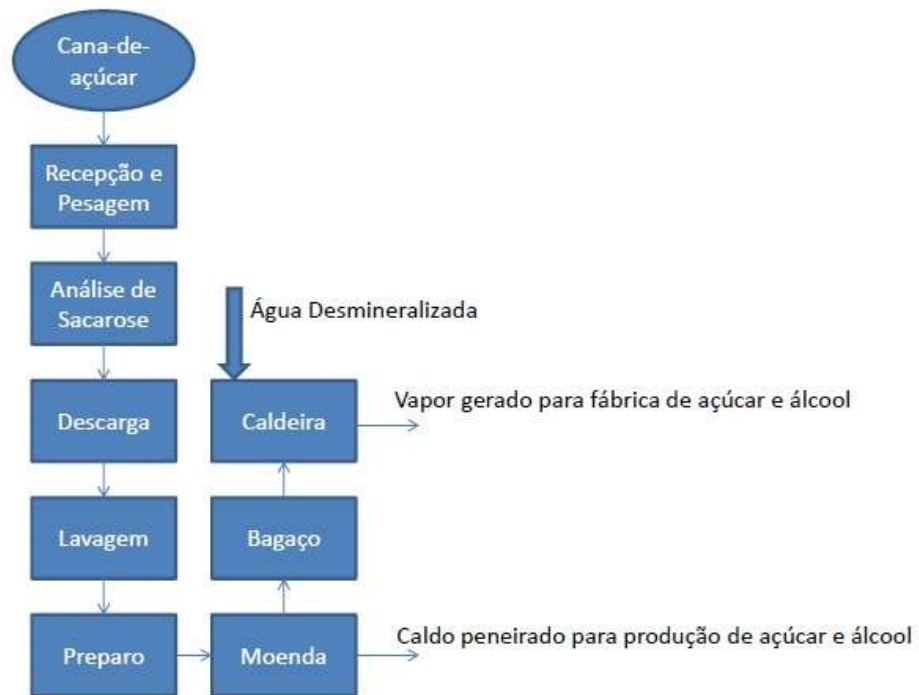 Cana-de-
açúcar
Recepção e
Pesagem
Análise de
Sacarose
Água Desmineralizada
Descarga
Caldeira
Vapor gerado para fábrica de açúcar e álcool
Lavagem
Bagaço
Preparo
Moenda
Caldo peneirado para produção de açúcar e álcool